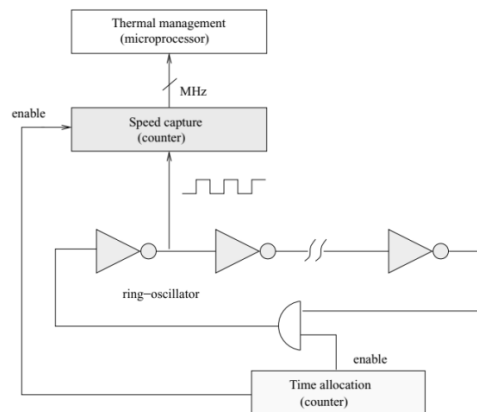 Thermal management
(microprocessor)
MHz
enable
Speed capture
(counter)
ring−oscillator
enable
Time allocation
(counter)